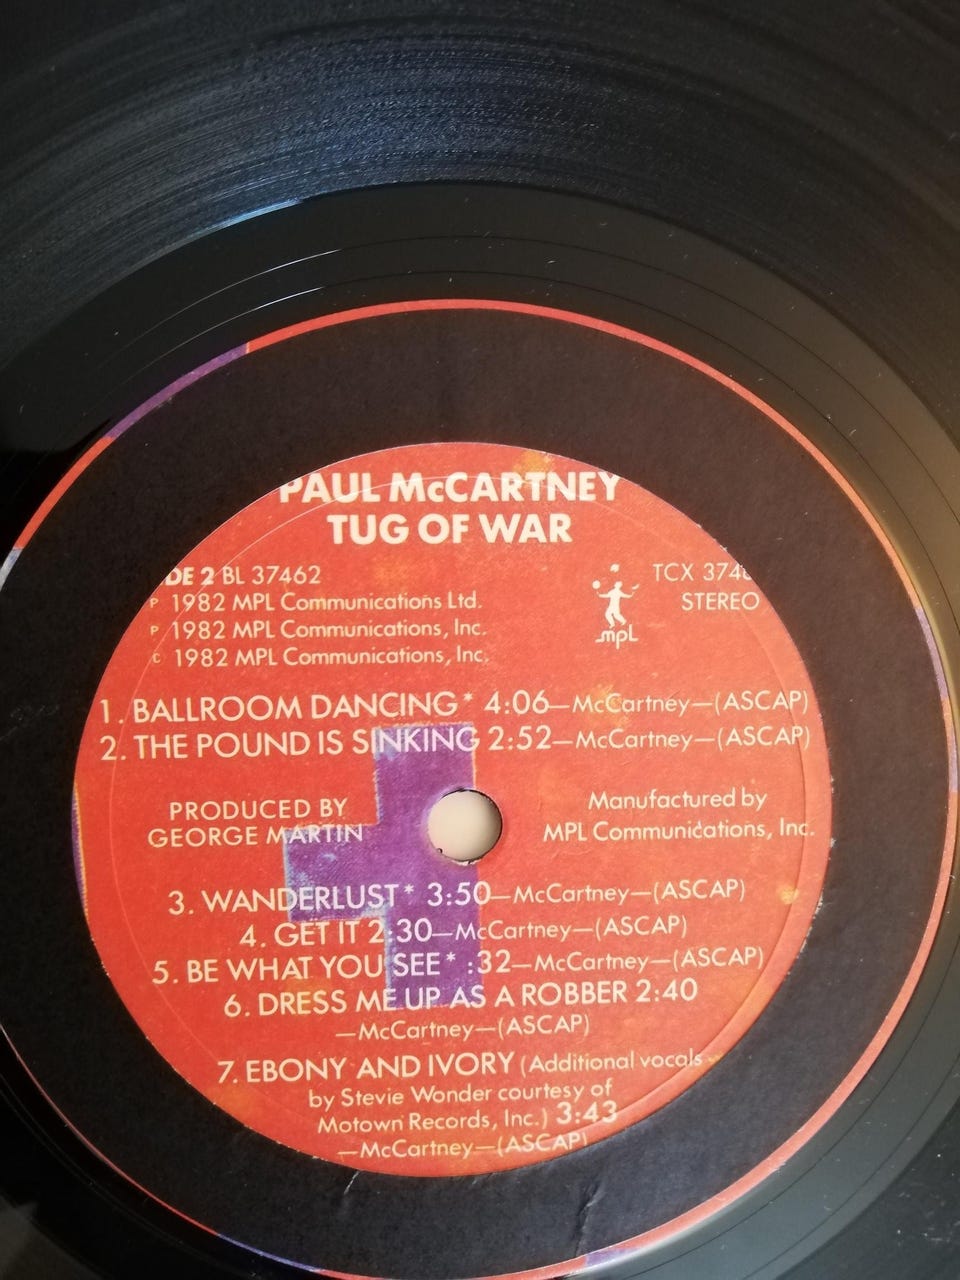 PAUL McCARTNEY
TUG OF WAR
DE 2 BL 37462
TCX 374
STEREO
P 1982 MPL Communications Ltd.
P 1982 MPL Communications, Inc.
C 1982 MPL Communications, Inc.
mpL
1. BALLROOM DANCING* 4:06—McCartney—(ASCAP)
2. THE POUND IS SINKING 2:52—McCartney—(ASCAP)
PRODUCED BY
GEORGE MARTIN
Manufactured by
MPL Communications, Inc.
3. WANDERLUST* 3:50—McCartney—(ASCAP)
4. GET IT 2:30—McCartney—(ASCAP)
5. BE WHAT YOU SEE* :32—McCartney—(ASCAP)
6. DRESS ME UP AS A ROBBER 2:40
—McCartney—(ASCAP)
7. EBONY AND IVORY (Additional vocals
by Stevie Wonder courtesy of
Motown Records, Inc.) 3:43
—McCartney—(ASCAP)